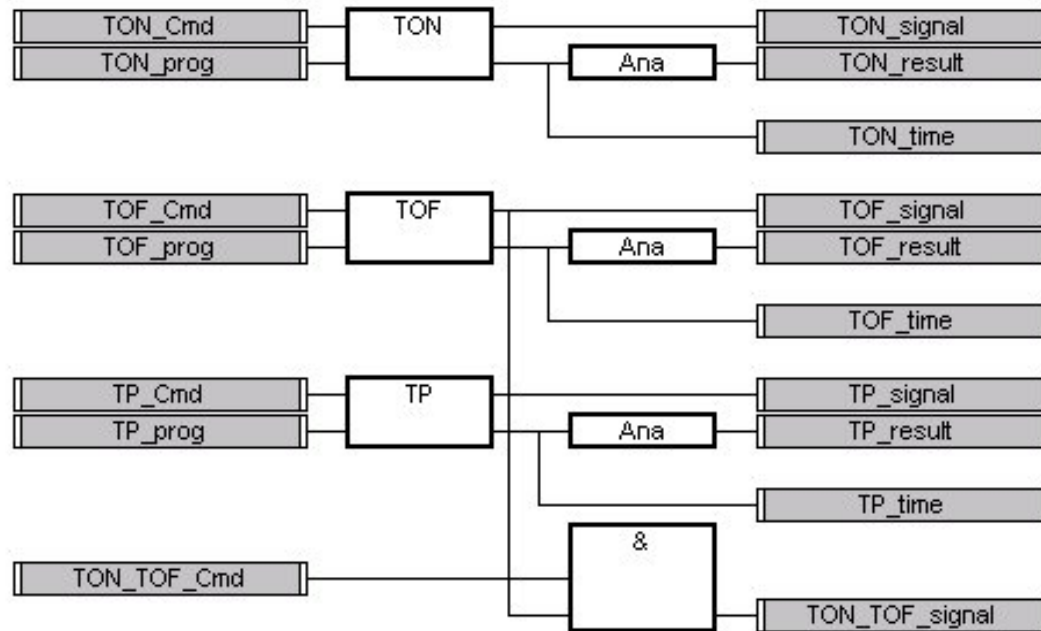 TON_Cmd TON TON_signal
TON_prog Ana TON_result
TON_time
TOF_Cmd TOF TOF_signal
TOF_prog Ana TOF_result
TOF_time
TP_Cmd TP TP_signal
TP_prog Ana TP_result
TP_time
&
TON_TOF_Cmd
TON_TOF_signal